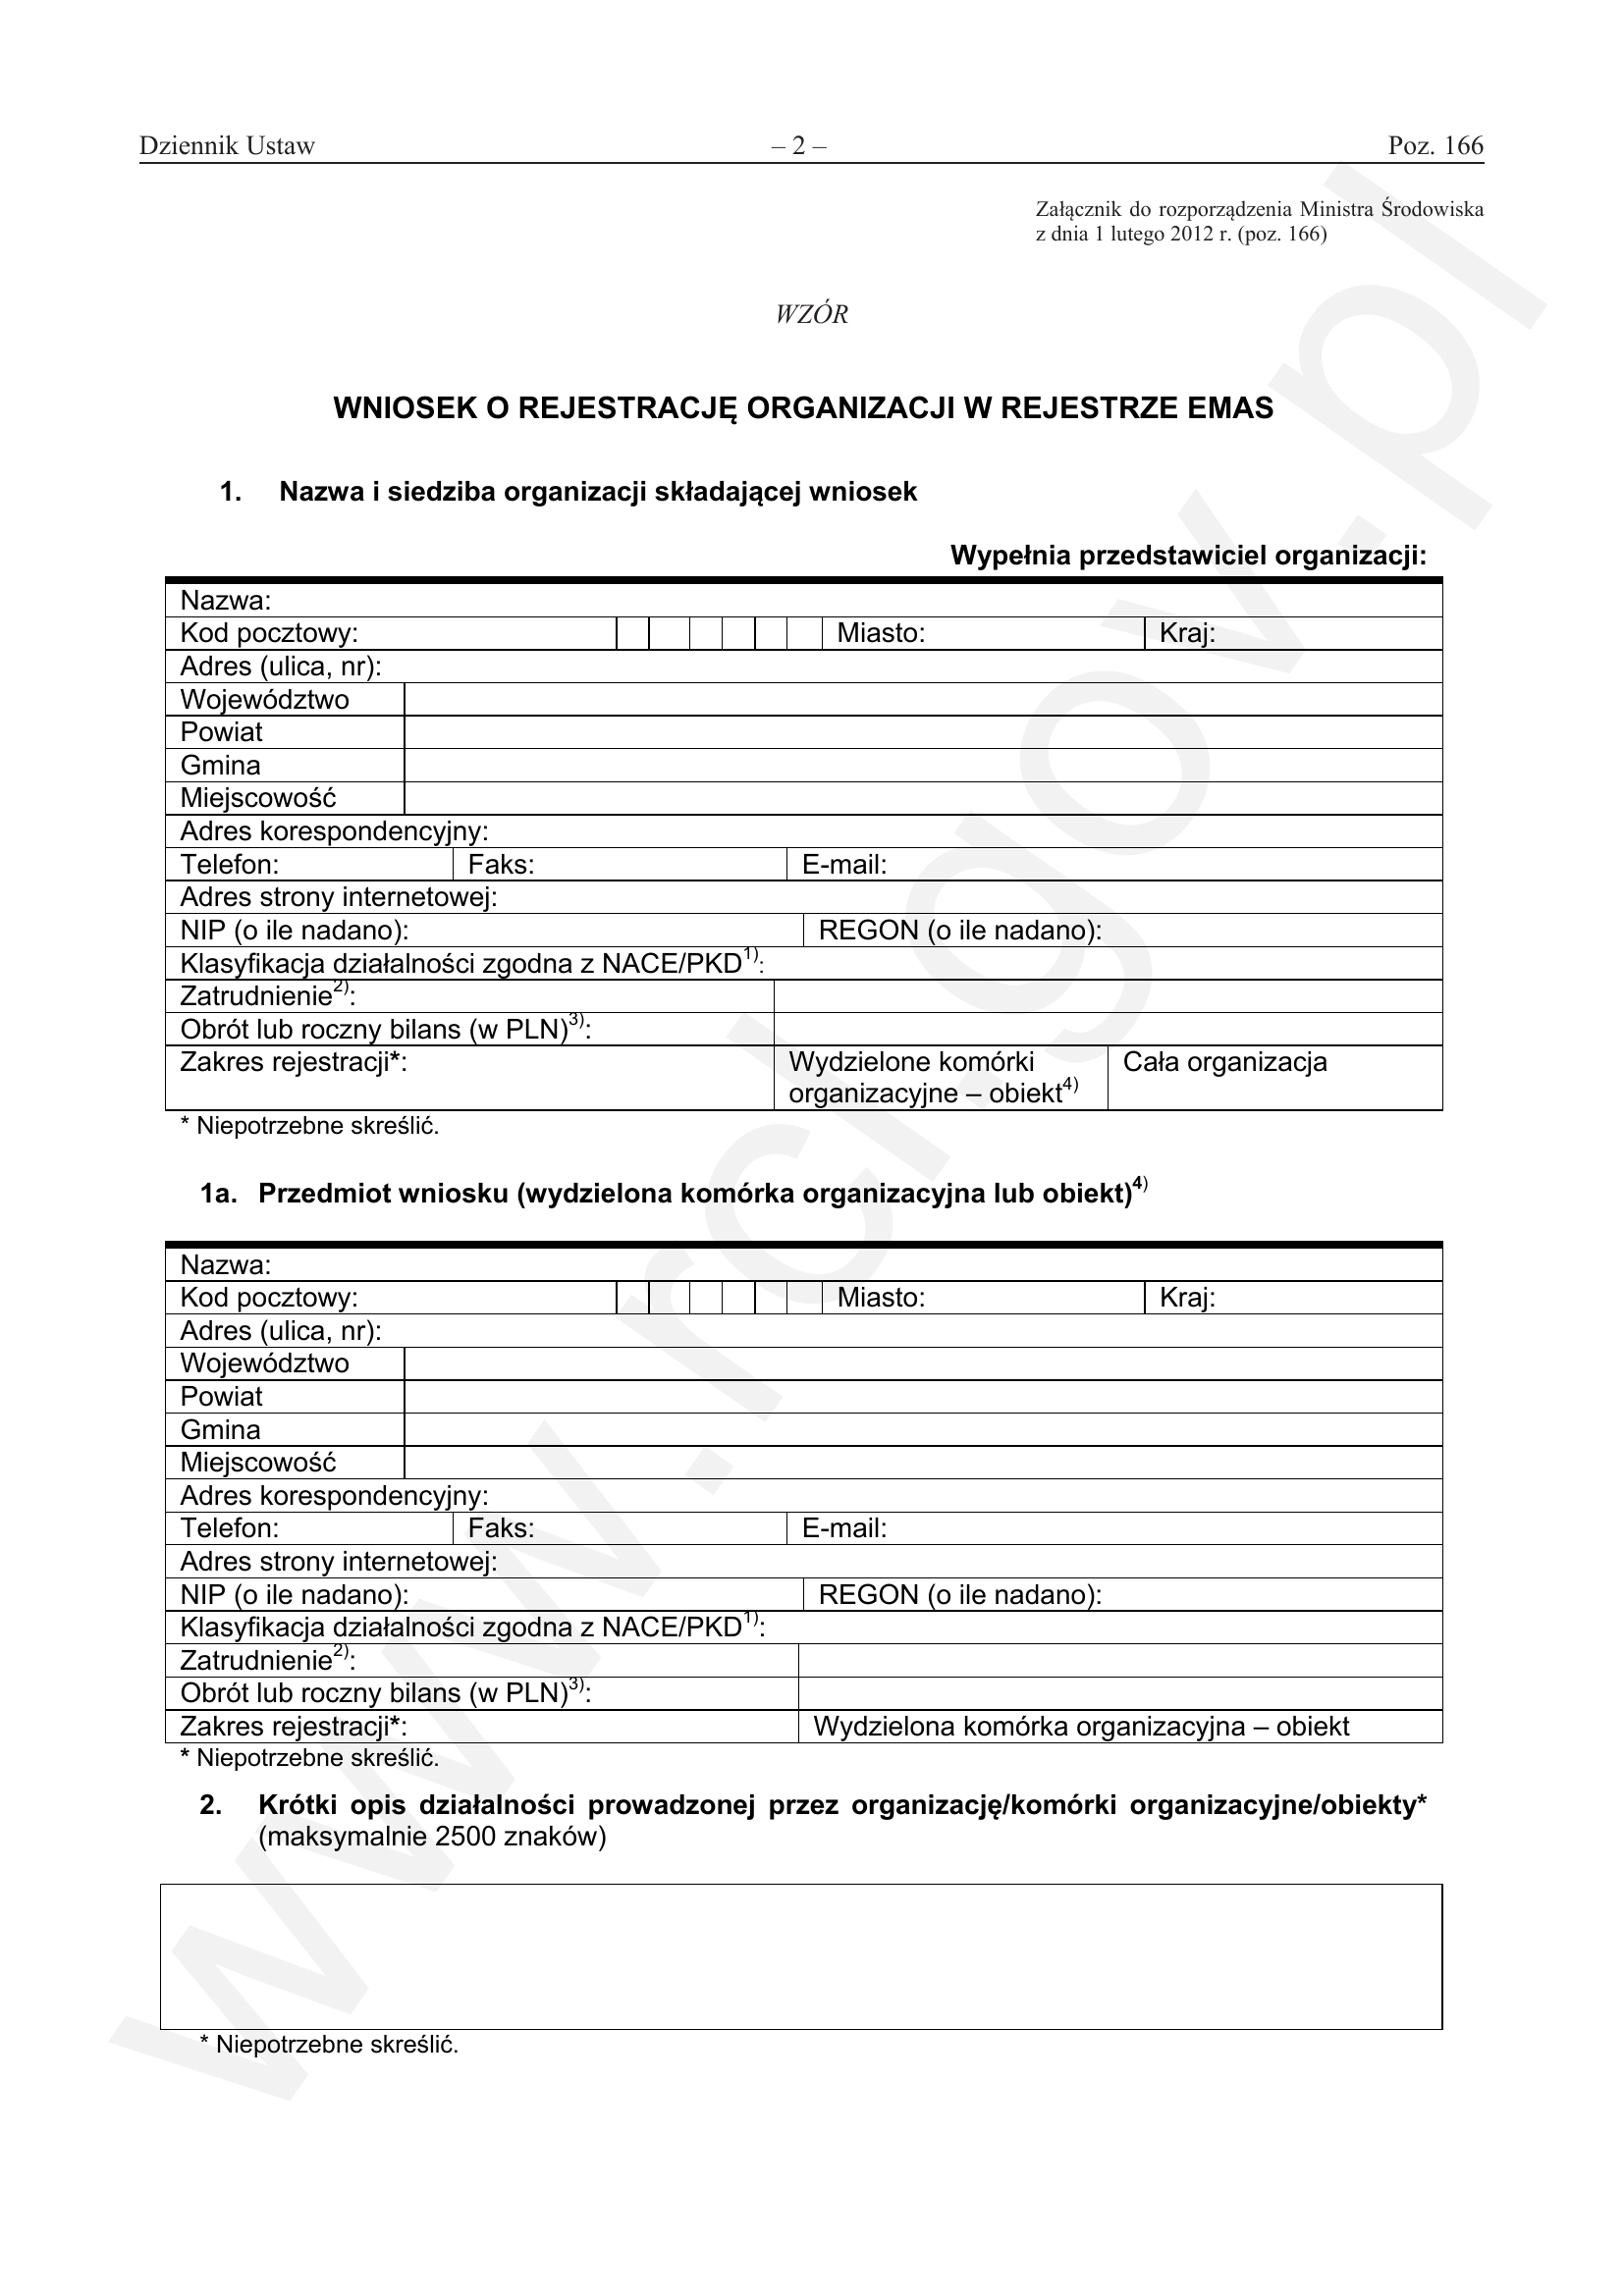 Dziennik Ustaw – 2 – Poz. 166
Załącznik do rozporządzenia Ministra Środowiska
z dnia 1 lutego 2012 r. (poz. 166)
WZÓR
WNIOSEK O REJESTRACJĘ ORGANIZACJI W REJESTRZE EMAS
1. Nazwa i siedziba organizacji składającej wniosek
Wypełnia przedstawiciel organizacji:
Nazwa:
Kod pocztowy: Miasto: Kraj:
Adres (ulica, nr):
Województwo
Powiat
Gmina
Miejscowość
Adres korespondencyjny:
Telefon: Faks: E-mail:
Adres strony internetowej:
NIP (o ile nadano): REGON (o ile nadano):
Klasyfikacja działalności zgodna z NACE/PKD1):
Zatrudnienie2):
Obrót lub roczny bilans (w PLN)3):
Zakres rejestracji*: Wydzielone komórki Cała organizacja
organizacyjne – obiekt4)
* Niepotrzebne skreślić.
1a. Przedmiot wniosku (wydzielona komórka organizacyjna lub obiekt)4)
Nazwa:
Kod pocztowy: Miasto: Kraj:
Adres (ulica, nr):
Województwo
Powiat
Gmina
Miejscowość
Adres korespondencyjny:
Telefon: Faks: E-mail:
Adres strony internetowej:
NIP (o ile nadano): REGON (o ile nadano):
Klasyfikacja działalności zgodna z NACE/PKD1):
Zatrudnienie2):
Obrót lub roczny bilans (w PLN)3):
Zakres rejestracji*: Wydzielona komórka organizacyjna – obiekt
* Niepotrzebne skreślić.
2. Krótki opis działalności prowadzonej przez organizację/komórki organizacyjne/obiekty*
(maksymalnie 2500 znaków)
* Niepotrzebne skreślić.
www.rcl.gov.pl